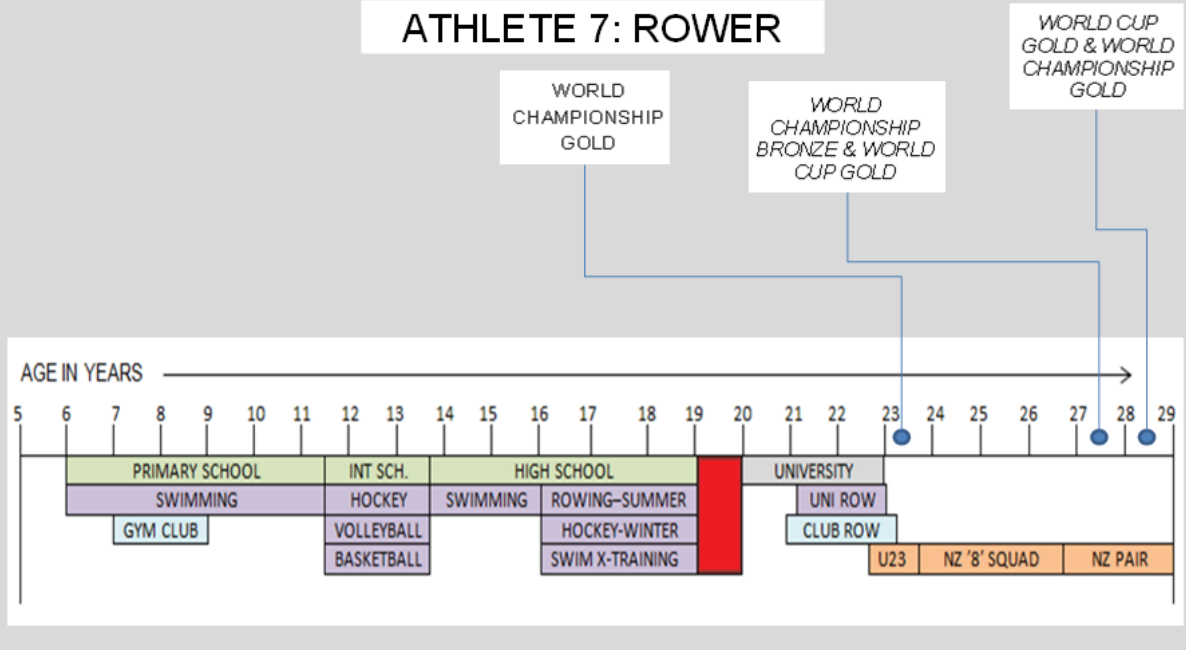 ATHLETE 7: ROWER
WORLD CUP
GOLD & WORLD
CHAMPIONSHIP
GOLD
WORLD
CHAMPIONSHIP
GOLD
WORLD
CHAMPIONSHIP
BRONZE & WORLD
CUP GOLD
AGE IN YEARS
5 6 7 8 9 10 11 12 13 14 15 16 17 18 19 20 21 22 23 24 25 26 27 28 29
PRIMARY SCHOOL INT SCH. HIGH SCHOOL UNIVERSITY
SWIMMING HOCKEY SWIMMING ROWING–SUMMER UNI ROW
GYM CLUB VOLLEYBALL HOCKEY-WINTER CLUB ROW
BASKETBALL SWIM X-TRAINING U23 NZ '8' SQUAD NZ PAIR